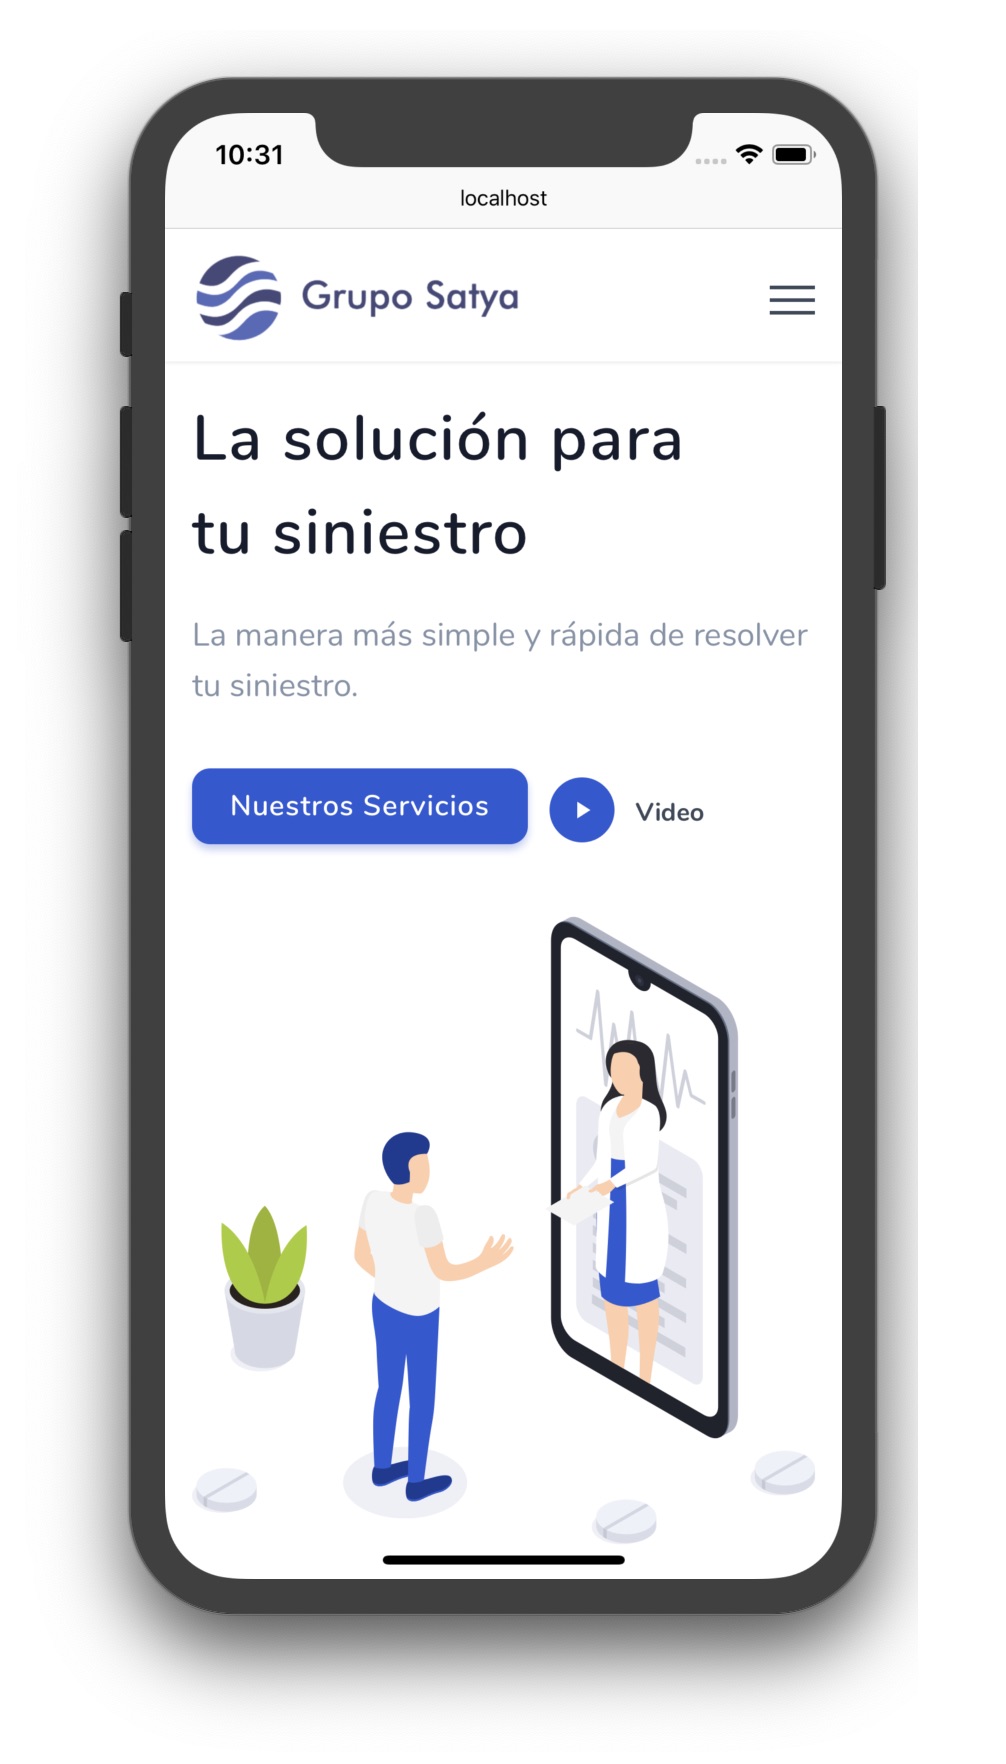 10:31
localhost
Grupo Satya
La solución para
tu siniestro
La manera más simple y rápida de resolver
tu siniestro.
Nuestros Servicios
Video